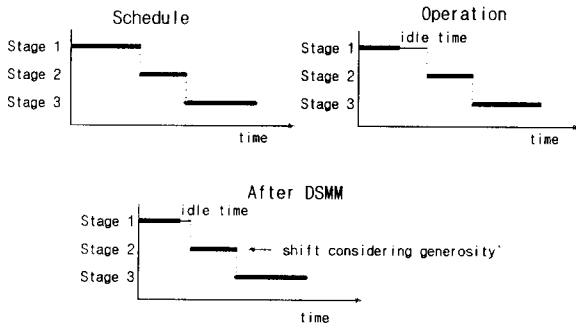 Schedule
Stage 1
Stage 2
Stage 3
time
Operation
Stage 1 idle time
Stage 2
Stage 3
time
After DSMM
idle time
Stage 1
Stage 2 shift considering generosity`
Stage 3
time